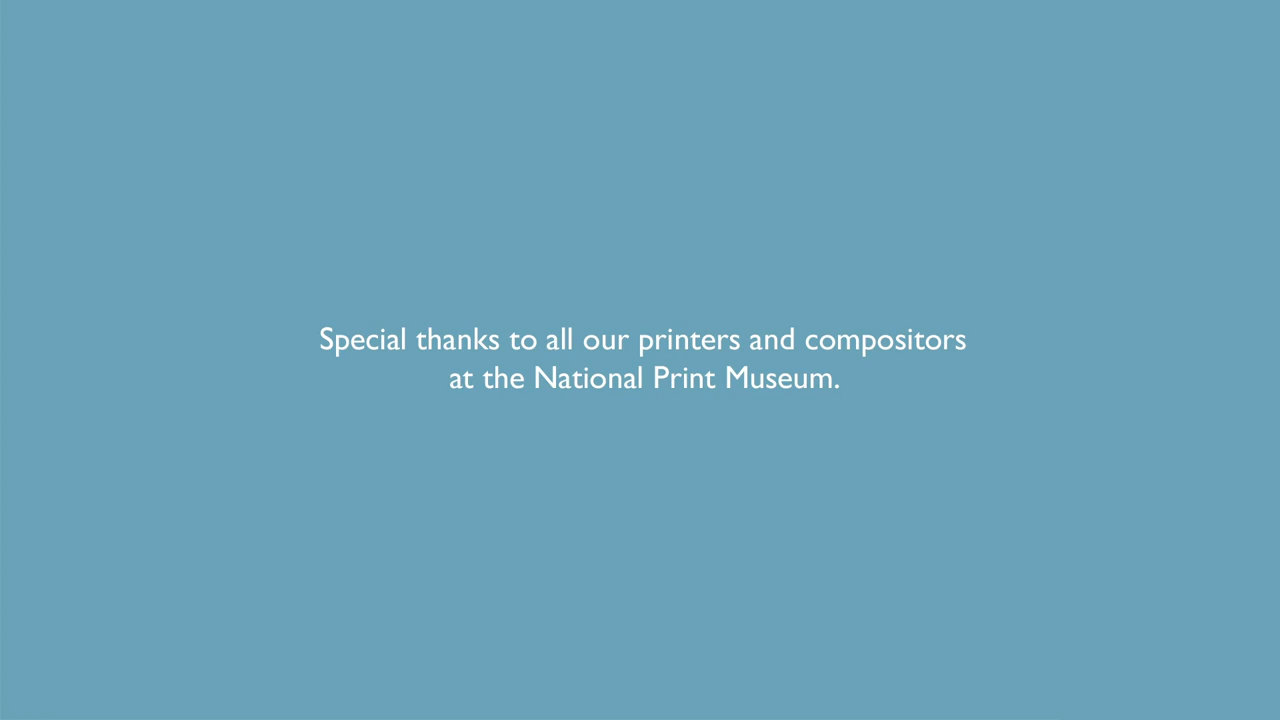 Special thanks to all our printers and compositors
at the National Print Museum.